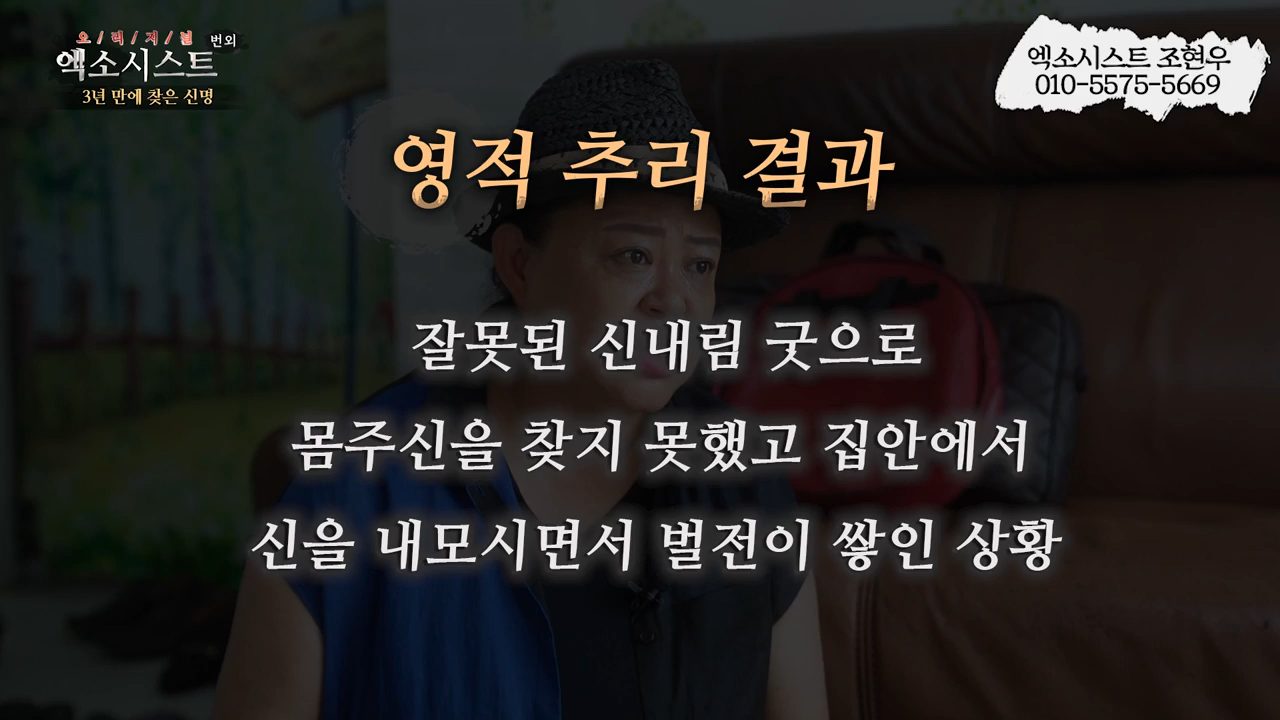 오/리/지/널 번외
엑소시스트
3년 만에 찾은 신명
엑소시스트 조현우
010-5575-5669
영적 추리 결과
잘못된 신내림 굿으로
몸주신을 찾지 못했고 집안에서
신을 내모시면서 벌전이 쌓인 상황